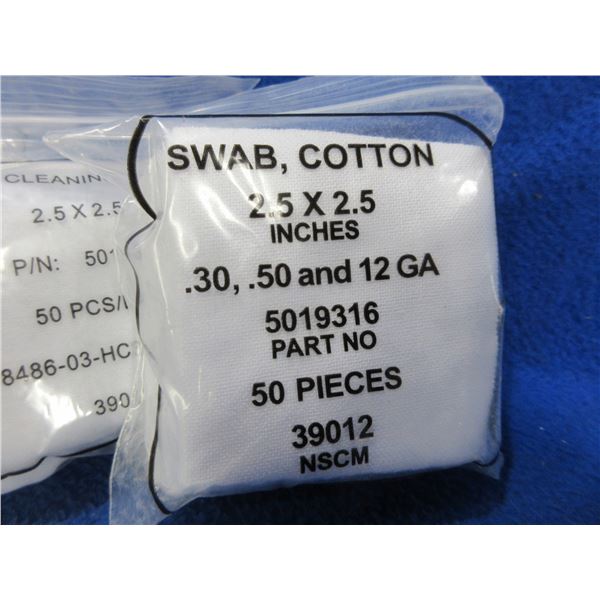 SWAB, COTTON
2.5 X 2.5
INCHES
.30, .50 and 12 GA
5019316
PART NO
50 PIECES
39012
NSCM
CLEANIN
2.5 X 2.5
P/N: 501
50 PCS/
8486-03-HC
390